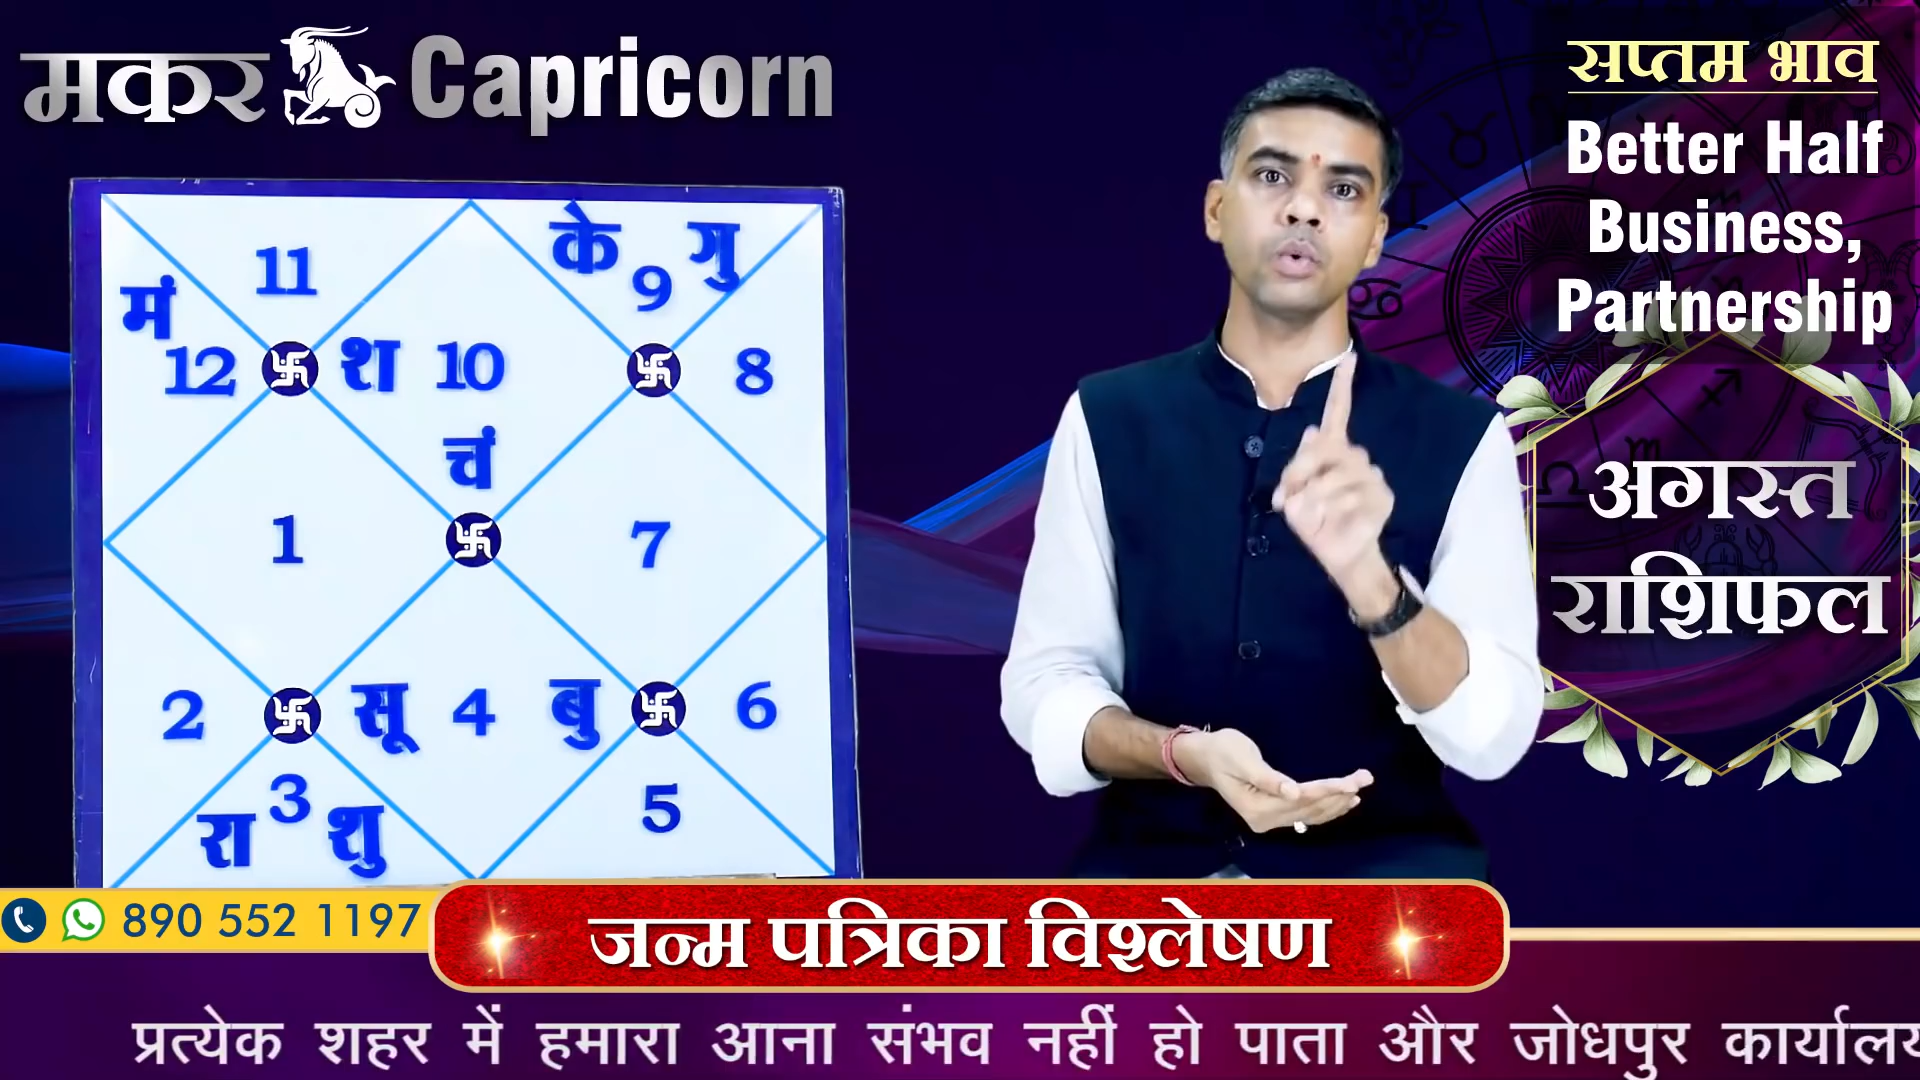 मकर Capricorn
सप्तम भाव
Better Half
Business,
Partnership
के गु
11 9
मं
12 श 10 8
चं
1 7
2 सू 4 बु 6
3 5
रा शु
अगस्त
राशिफल
890 552 1197
जन्म पत्रिका विश्लेषण
प्रत्येक शहर में हमारा आना संभव नहीं हो पाता और जोधपुर कार्यालय